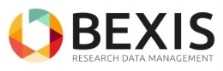 BEXIS
RESEARCH DATA MANAGEMENT